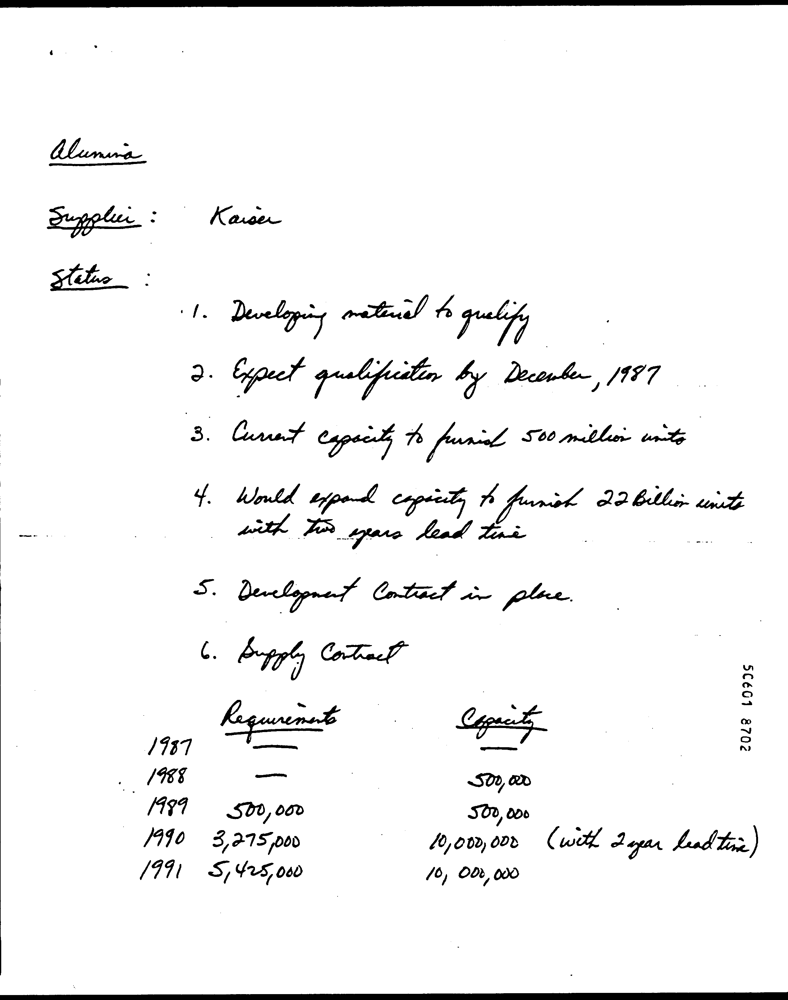 Alumina
Supplier : Kaiser
Status :
1. Developing material to qualify
2. Expect qualification by December, 1987
3. Current capacity to furnish 500 million units
4. Would expand capacity to furnish 22 Billion units
with two years lead time
5. Development Contract in place.
6. Supply Contract
Requirements Capacity
1987 — —
1988 — 500,000
1989 500,000 500,000
1990 3,275,000 10,000,000 (with 2 year lead time)
1991 5,425,000 10,000,000
50601 8702